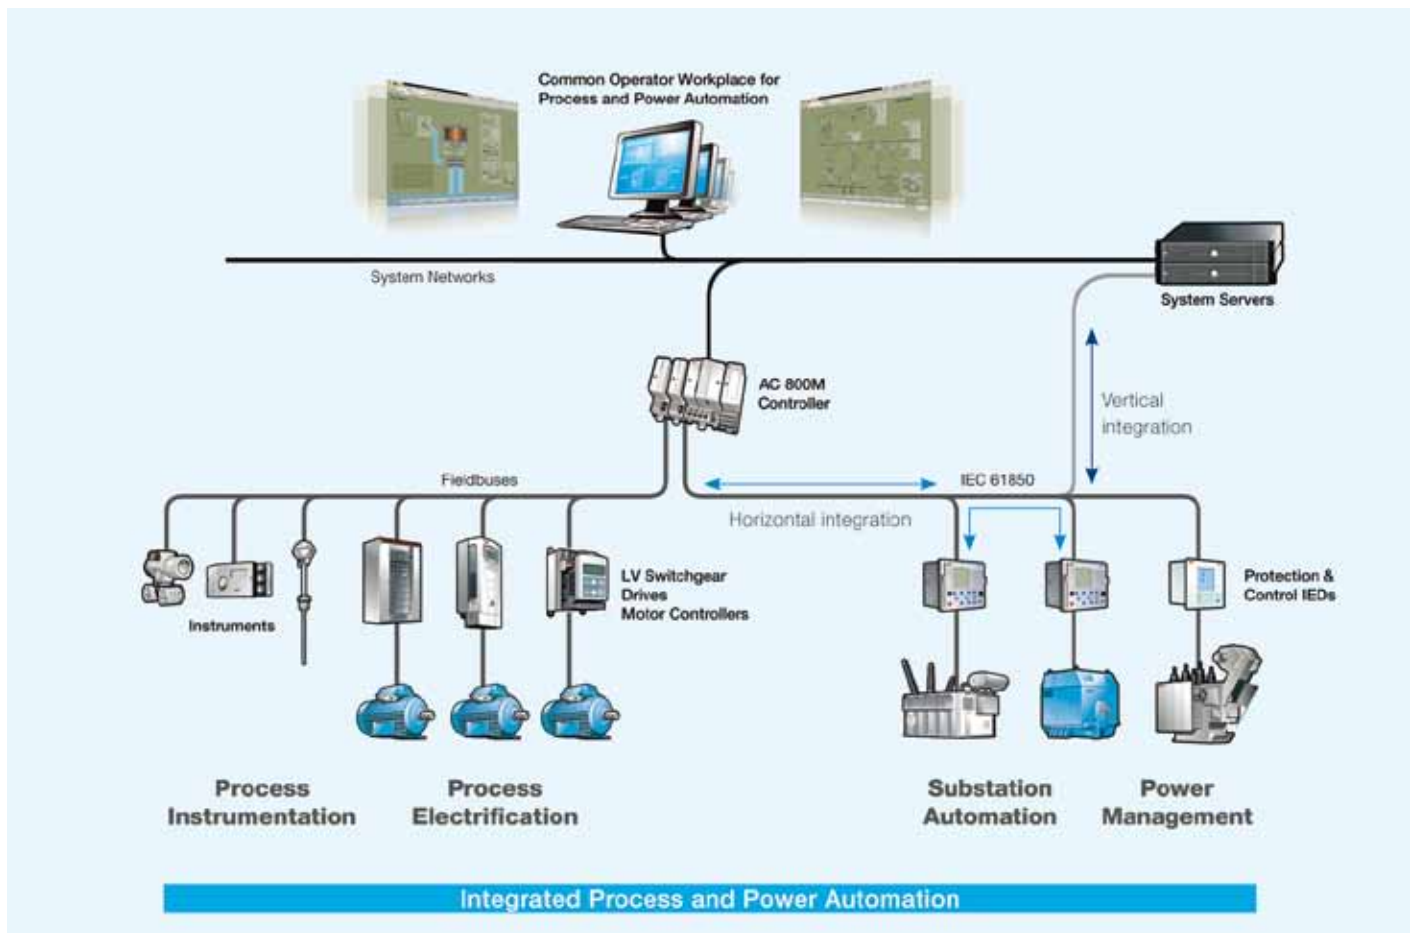 Common Operator Workplace for
Process and Power Automation
System Networks
System Servers
AC 800M
Controller
Vertical
integration
Fieldbuses
IEC 61850
Horizontal integration
LV Switchgear
Drives
Motor Controllers
Protection &
Control IEDs
Instruments
Process
Instrumentation
Process
Electrification
Substation
Automation
Power
Management
Integrated Process and Power Automation